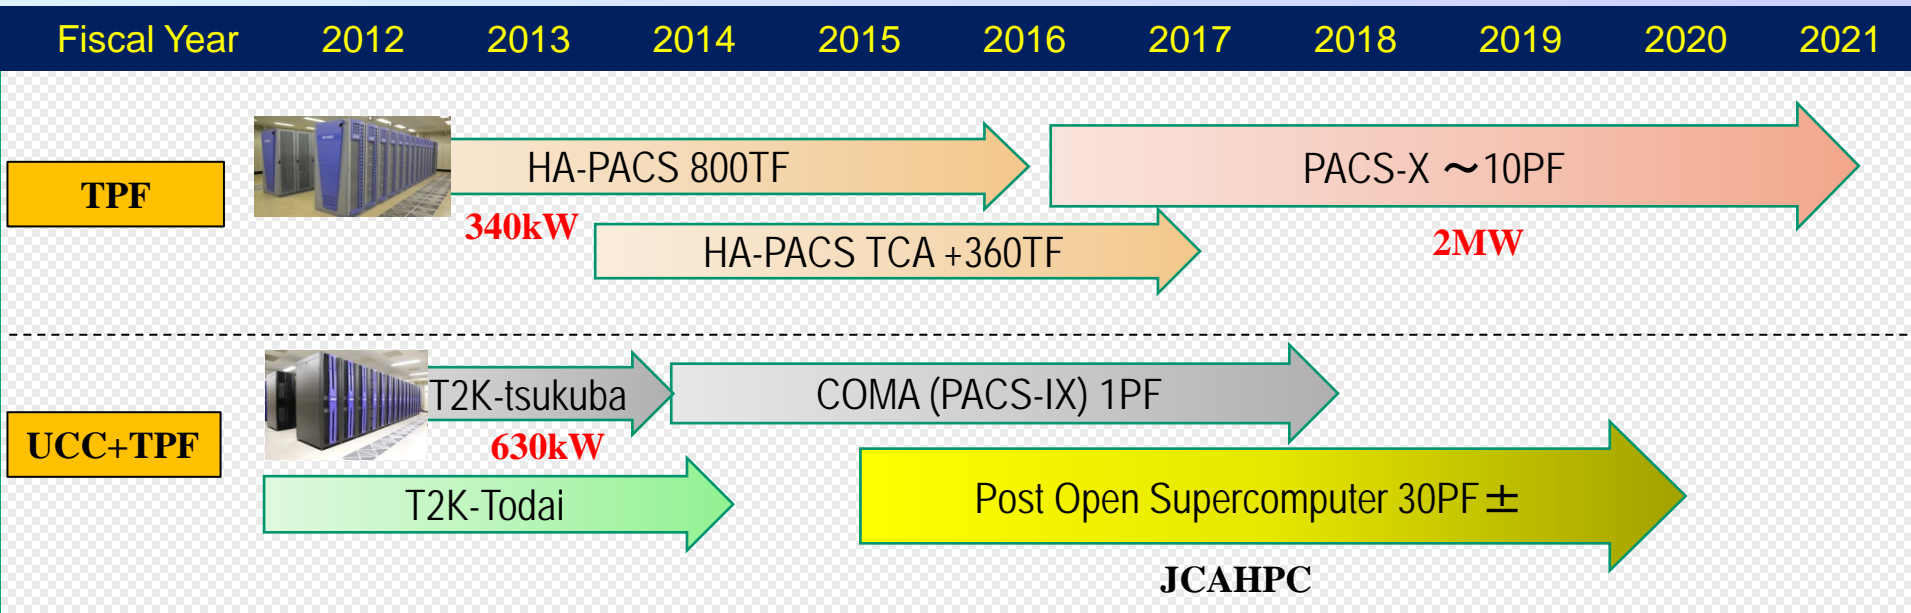 Fiscal Year 2012 2013 2014 2015 2016 2017 2018 2019 2020 2021
TPF
HA-PACS 800TF
PACS-X ～10PF
340kW
HA-PACS TCA +360TF
2MW
UCC+TPF
T2K-tsukuba
COMA (PACS-IX) 1PF
630kW
T2K-Todai
Post Open Supercomputer 30PF±
JCAHPC